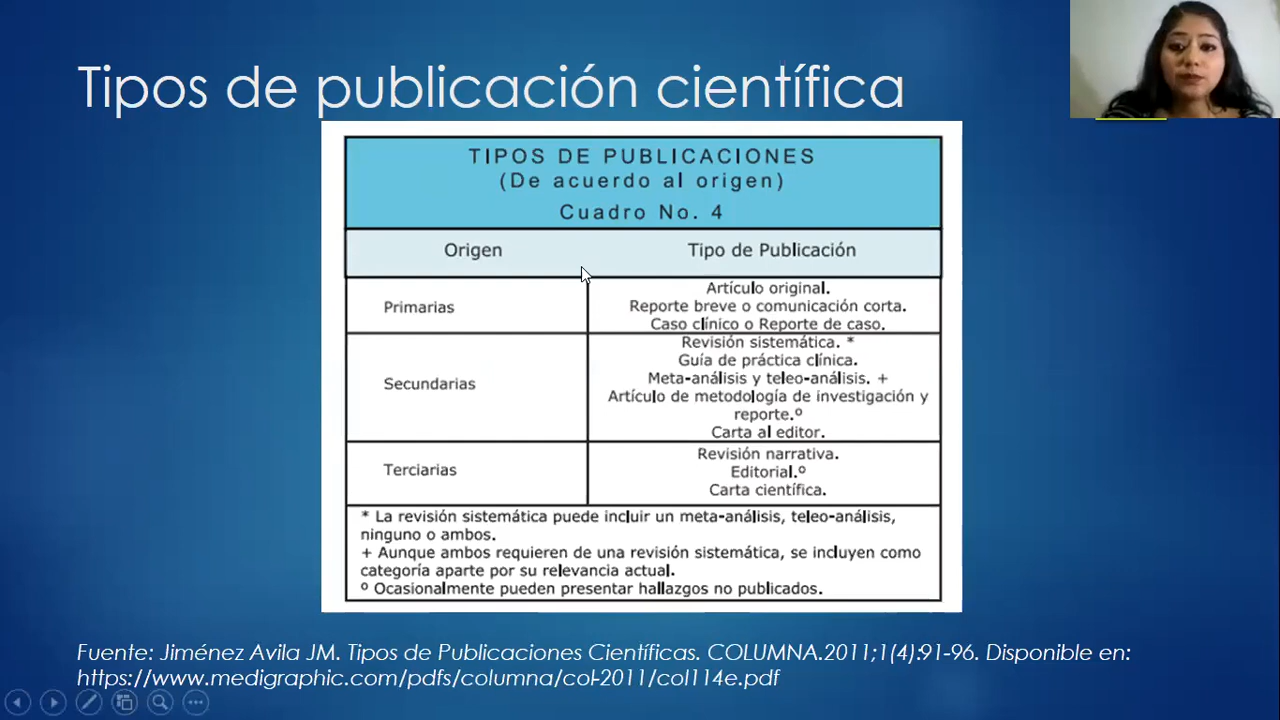 Tipos de publicación científica
TIPOS DE PUBLICACIONES
(De acuerdo al origen)
Cuadro No. 4
Origen
Tipo de Publicación
Primarias
Artículo original.
Reporte breve o comunicación corta.
Caso clínico o Reporte de caso.
Secundarias
Revisión sistemática. *
Guía de práctica clínica.
Meta-análisis y teleo-análisis. +
Artículo de metodología de investigación y
reporte.º
Carta al editor.
Terciarias
Revisión narrativa.
Editorial.º
Carta científica.
* La revisión sistemática puede incluir un meta-análisis, teleo-análisis,
ninguno o ambos.
+ Aunque ambos requieren de una revisión sistemática, se incluyen como
categoría aparte por su relevancia actual.
º Ocasionalmente pueden presentar hallazgos no publicados.
Fuente: Jiménez Avila JM. Tipos de Publicaciones Científicas. COLUMNA.2011;1(4):91-96. Disponible en:
https://www.medigraphic.com/pdfs/columna/col-2011/col114e.pdf